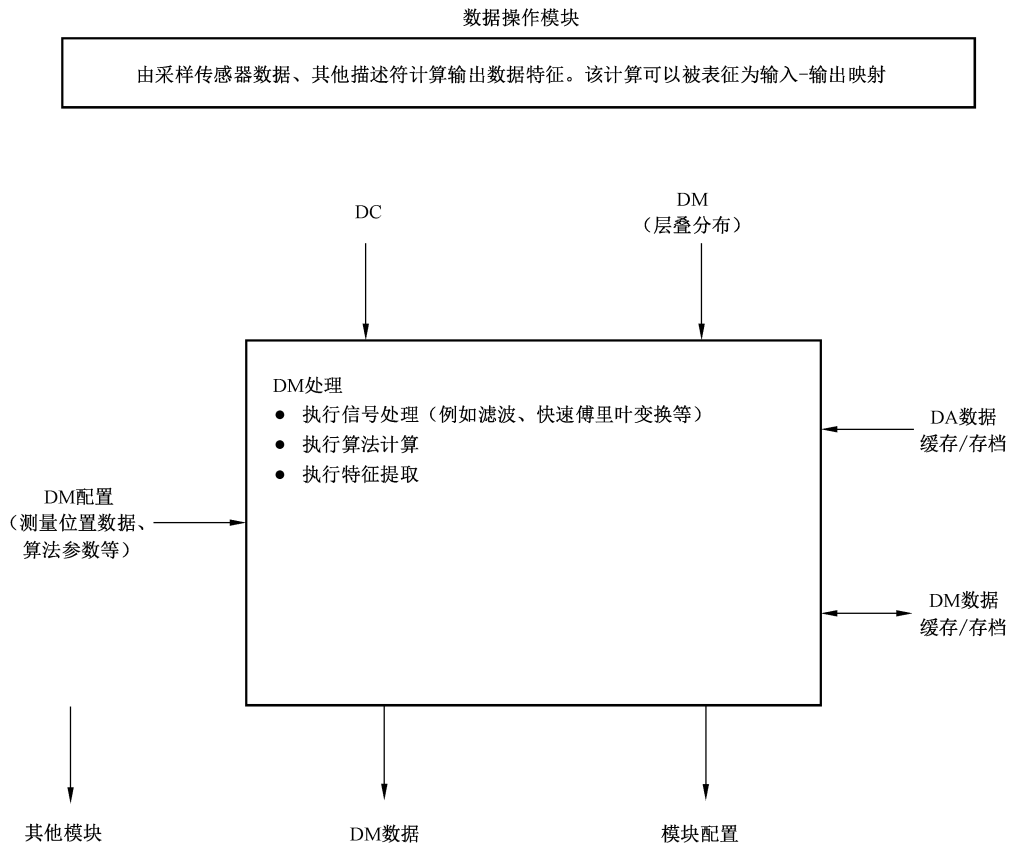 数据操作模块
由采样传感器数据、其他描述符计算输出数据特征。该计算可以被表征为输入-输出映射
DC
DM
（层叠分布）
DM处理
● 执行信号处理（例如滤波、快速傅里叶变换等）
● 执行算法计算
● 执行特征提取
DA数据
缓存/存档
DM配置
（测量位置数据、
算法参数等）
DM数据
缓存/存档
其他模块
DM数据
模块配置